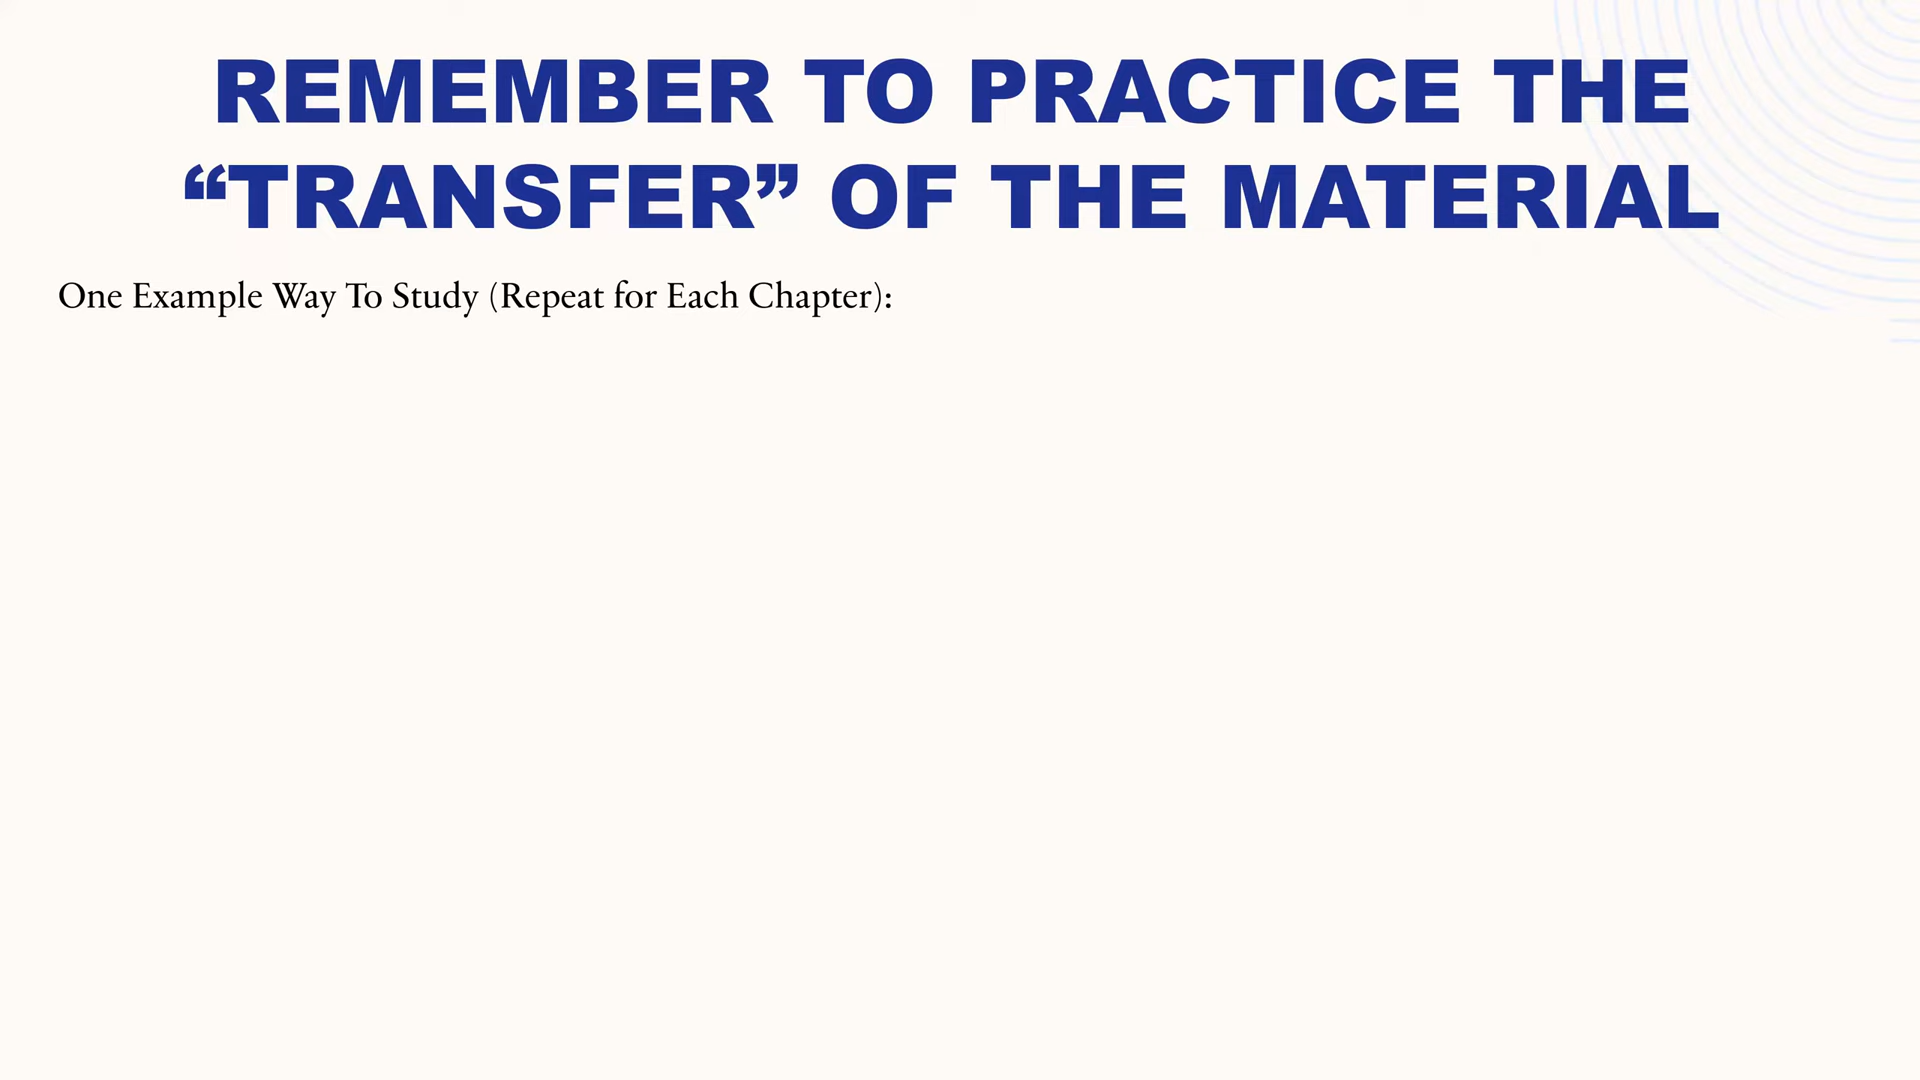 REMEMBER TO PRACTICE THE
“TRANSFER” OF THE MATERIAL
One Example Way To Study (Repeat for Each Chapter):